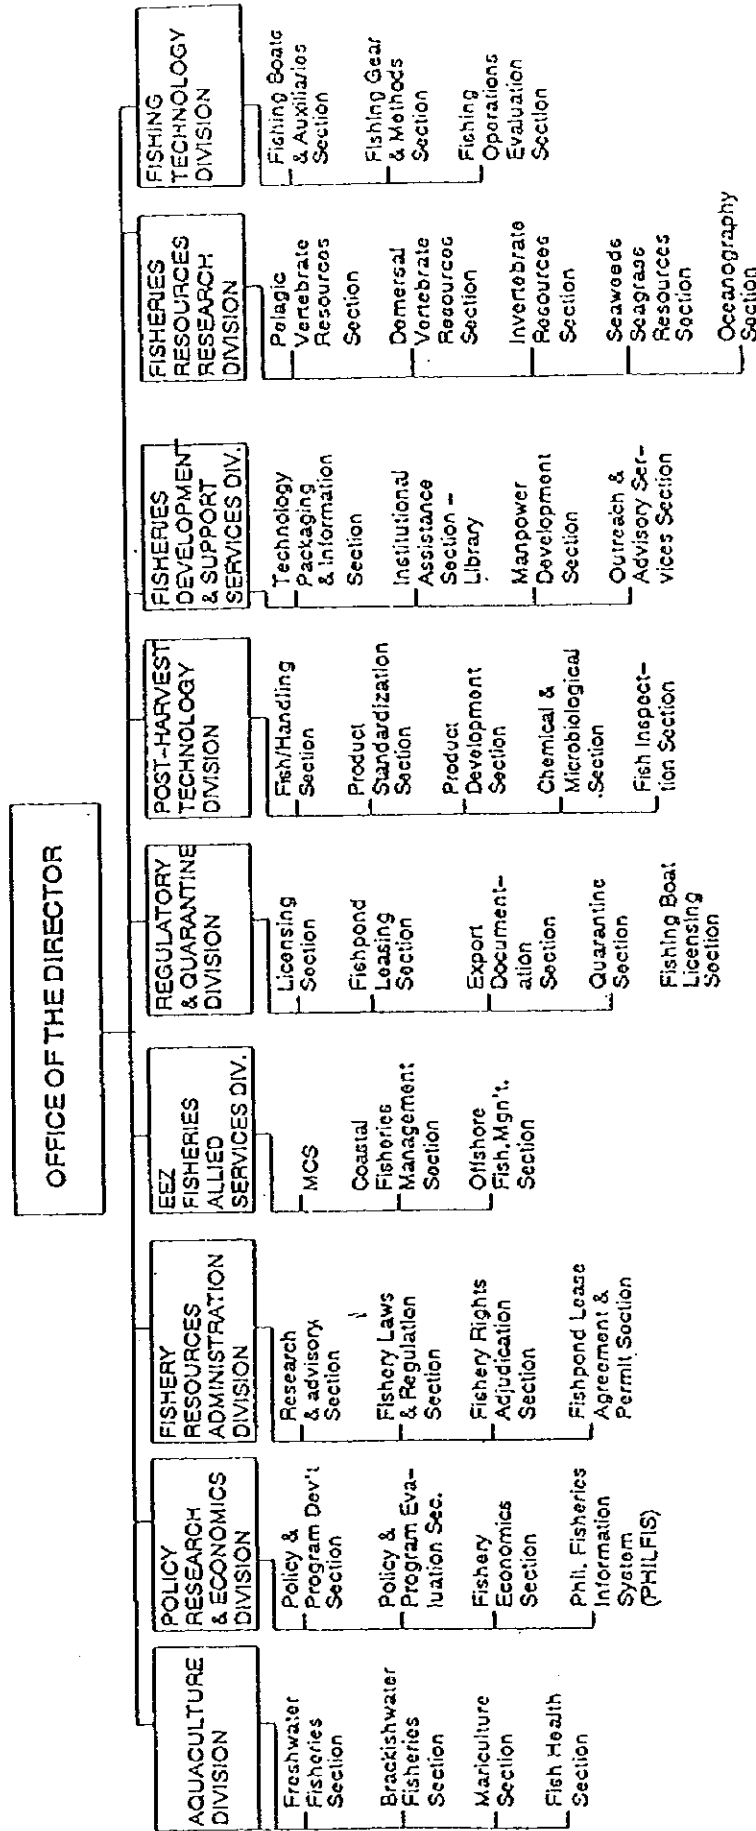 OFFICE OF THE DIRECTOR
AQUACULTURE
DIVISION
Freshwater
Fisheries
Section
Brackishwater
Fisheries
Section
Mariculture
Section
Fish Health
Section
POLICY
RESEARCH
& ECONOMICS
DIVISION
Policy &
Program Dev't
Section
Policy &
Program Eva-
luation Sec.
Fishery
Economics
Section
Phil. Fisheries
Information
System
(PHILFIS)
FISHERY
RESOURCES
ADMINISTRATION
DIVISION
Research
& advisory
Section
Fishery Laws
& Regulation
Section
Fishery Rights
Adjudication
Section
Fishpond Lease
Agreement &
Permit Section
EEZ
FISHERIES
ALLIED
SERVICES DIV.
MCS
Coastal
Fisheries
Management
Section
Offshore
Fish. Mgn't.
Section
REGULATORY
& QUARANTINE
DIVISION
Licensing
Section
Fishpond
Leasing
Section
Export
Document-
ation
Section
Quarantine
Section
Fishing Boat
Licensing
Section
POST-HARVEST
TECHNOLOGY
DIVISION
Fish/Handling
Section
Product
Standardization
Section
Product
Development
Section
Chemical &
Microbiological
Section
Fish Inspect-
tion Section
FISHERIES
DEVELOPMENT
& SUPPORT
SERVICES DIV.
Technology
Packaging
& Information
Section
Institutional
Assistance
Section -
Library
Manpower
Development
Section
Outreach &
Advisory Ser-
vices Section
FISHERIES
RESOURCES
RESEARCH
DIVISION
Pelagic
Vertebrate
Resources
Section
Demersal
Vertebrate
Resources
Section
Invertebrate
Resources
Section
Seaweeds
Seagrass
Resources
Section
Oceanography
Section
FISHING
TECHNOLOGY
DIVISION
Fishing Boats
& Auxiliaries
Section
Fishing Gear
& Methods
Section
Fishing
Operations
Evaluation
Section